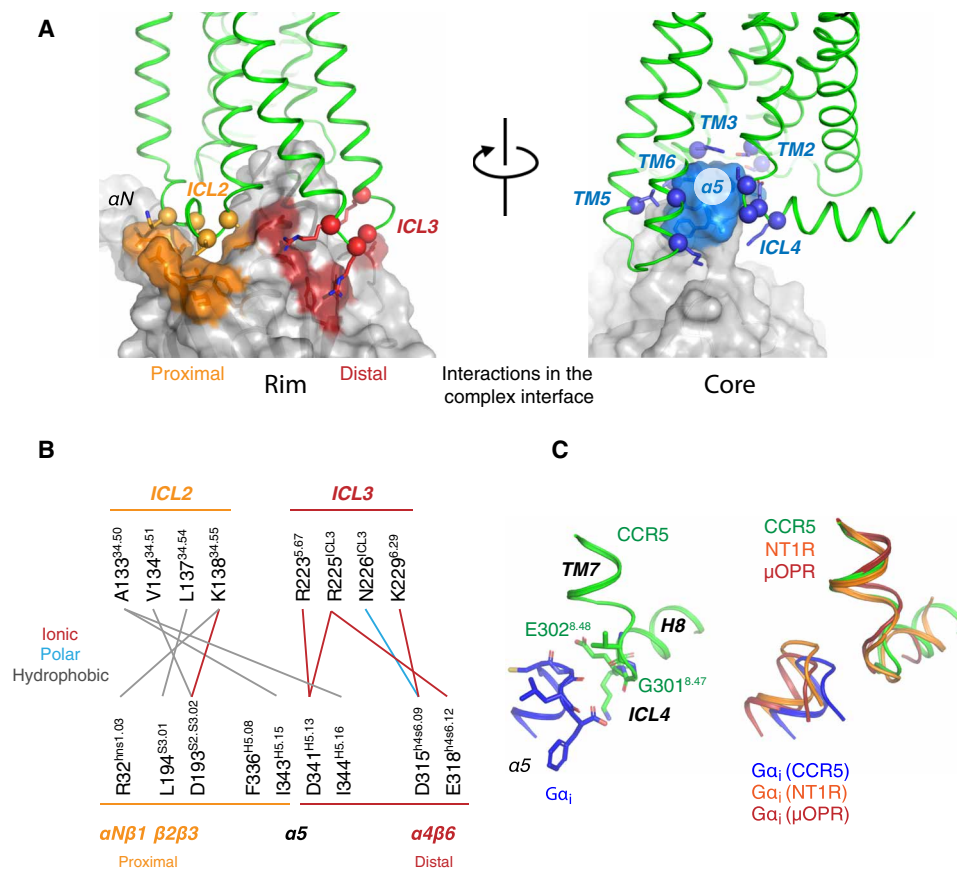 A
αN
ICL2
ICL3
Proximal
Rim
Distal
Interactions in the
complex interface
TM3
TM6
TM2
TM5
α5
ICL4
Core
B
ICL2
ICL3
A133^34.50
V134^34.51
L137^34.54
K138^34.55
R223^5.67
R225^ICL3
N226^ICL3
K229^6.29
Ionic
Polar
Hydrophobic
R32^hns1.03
L194^S3.01
D193^S2.S3.02
F336^H5.08
I343^H5.15
D341^H5.13
I344^H5.16
D315^h4s6.09
E318^h4s6.12
αNβ1 β2β3
α5
α4β6
Proximal
Distal
C
CCR5
TM7
E302^8.48
H8
G301^8.47
ICL4
α5
Gαi
CCR5
NT1R
µOPR
Gαi (CCR5)
Gαi (NT1R)
Gαi (µOPR)